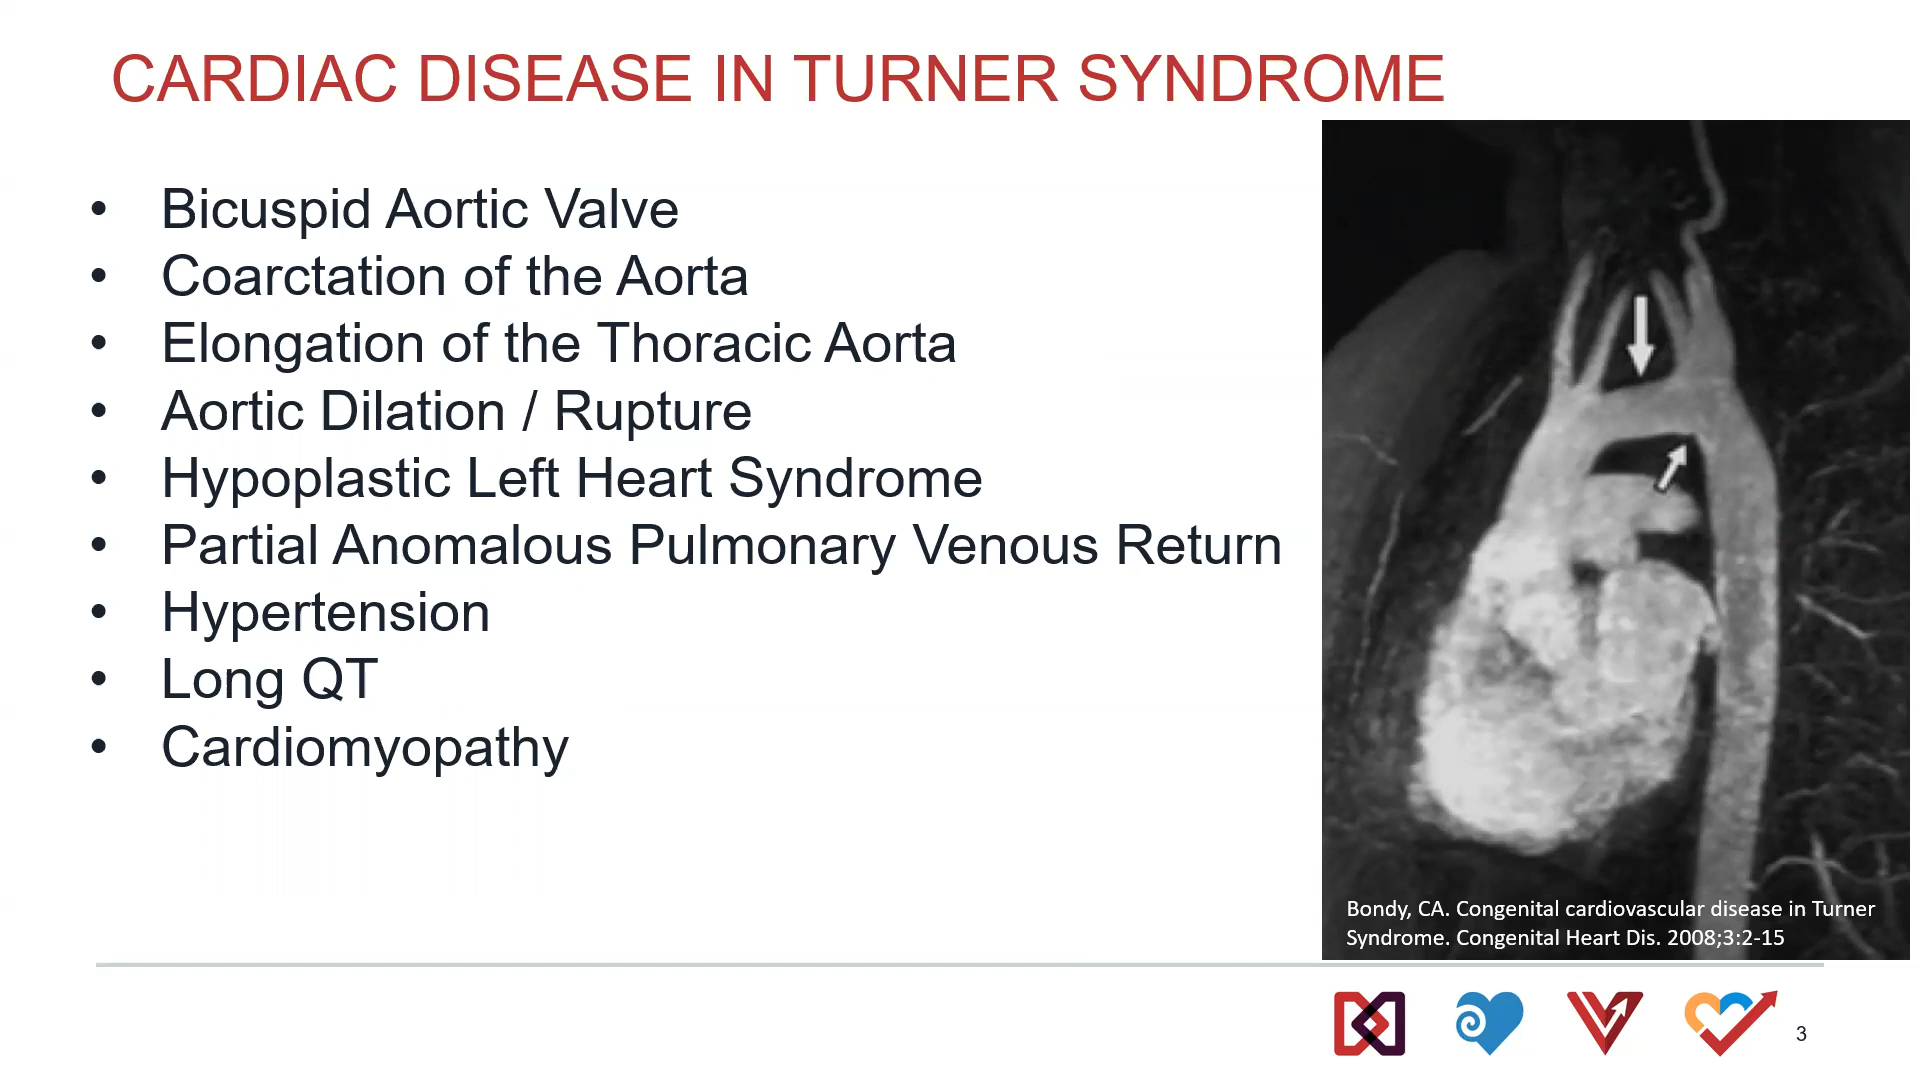 CARDIAC DISEASE IN TURNER SYNDROME
• Bicuspid Aortic Valve
• Coarctation of the Aorta
• Elongation of the Thoracic Aorta
• Aortic Dilation / Rupture
• Hypoplastic Left Heart Syndrome
• Partial Anomalous Pulmonary Venous Return
• Hypertension
• Long QT
• Cardiomyopathy
Bondy, CA. Congenital cardiovascular disease in Turner
Syndrome. Congenital Heart Dis. 2008;3:2-15
3